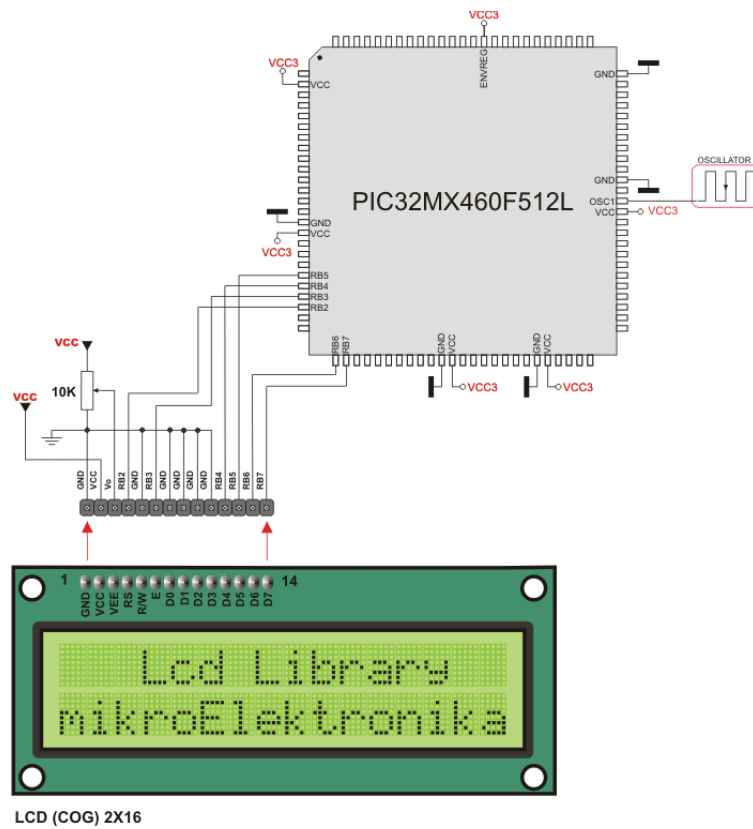 VCC3
VCC3
VCC
ENVREG
GND
GND
OSCILLATOR
PIC32MX460F512L
OSC1
VCC
VCC3
GND
VCC
VCC3
RB5
RB4
RB3
RB2
RB6
RB7
GND
VCC
VCC3
GND
VCC
VCC3
vcc
10K
vcc
GND
VCC
Vo
RB2
GND
RB3
GND
GND
GND
GND
RB4
RB5
RB6
RB7
1
14
GND
VCC
VEE
RS
R/W
E
D0
D1
D2
D3
D4
D5
D6
D7
Lcd Library
mikroElektronika
LCD (COG) 2X16